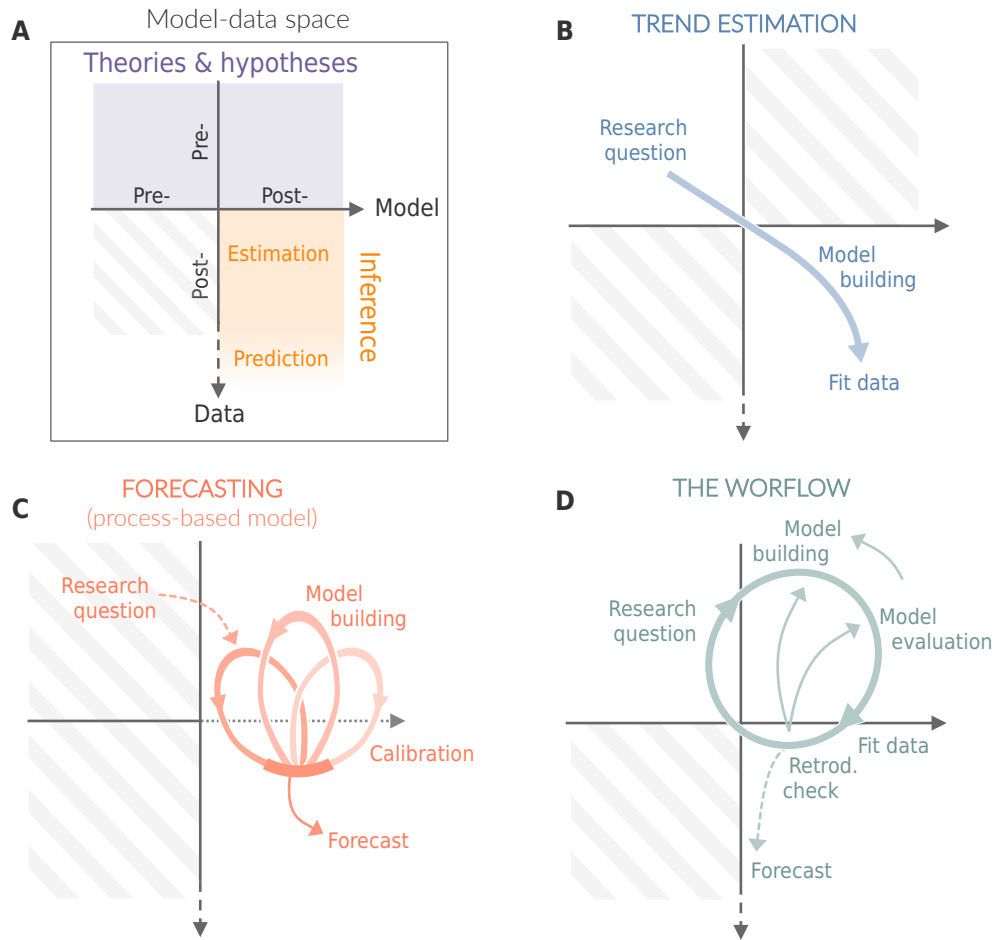 A
Model-data space
Theories & hypotheses
Pre-
Pre-
Post-
Model
Post-
Estimation
Inference
Prediction
Data
B
TREND ESTIMATION
Research
question
Model
building
Fit data
C
FORECASTING
(process-based model)
Research
question
Model
building
Calibration
Forecast
D
THE WORFLOW
Model
building
Research
question
Model
evaluation
Fit data
Retrod.
check
Forecast